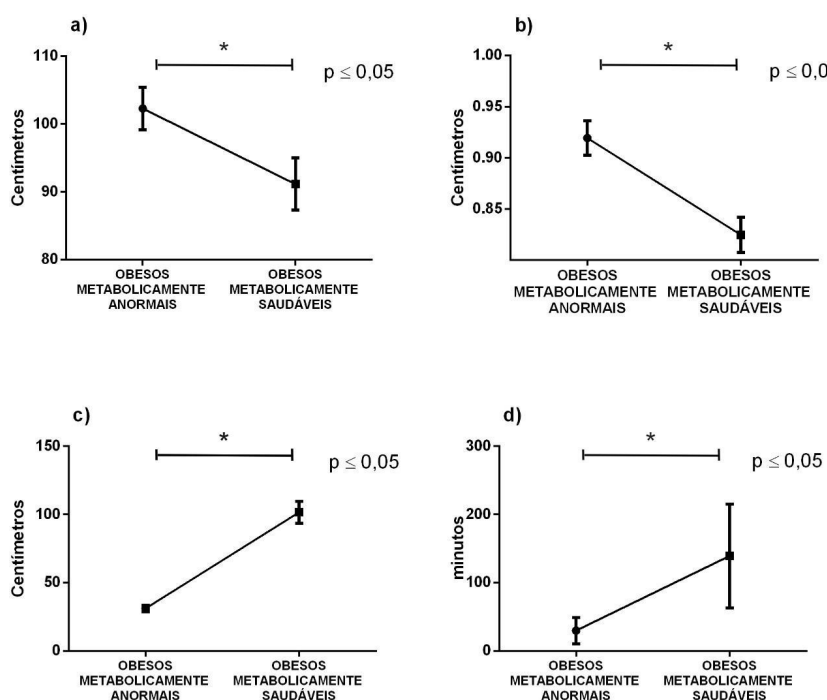 a)
*
p ≤ 0,05
110
100
90
80
Centímetros
OBESOS
METABOLICAMENTE
ANORMAIS
OBESOS
METABOLICAMENTE
SAUDÁVEIS
b)
*
p ≤ 0,0
1.00
0.95
0.90
0.85
Centímetros
OBESOS
METABOLICAMENTE
ANORMAIS
OBESOS
METABOLICAMENTE
SAUDÁVEIS
c)
*
p ≤ 0,05
150
100
50
0
Centímetros
OBESOS
METABOLICAMENTE
ANORMAIS
OBESOS
METABOLICAMENTE
SAUDÁVEIS
d)
*
p ≤ 0,05
300
200
100
0
minutos
OBESOS
METABOLICAMENTE
ANORMAIS
OBESOS
METABOLICAMENTE
SAUDÁVEIS